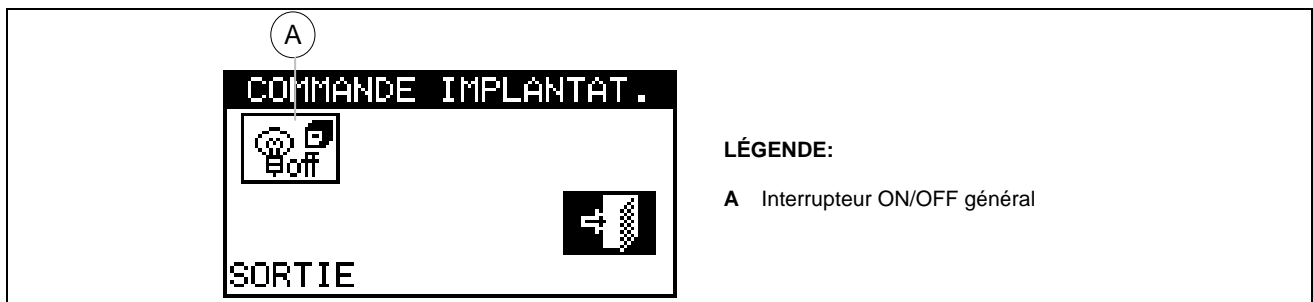 A
COMMANDE IMPLANTAT.
off
SORTIE
LÉGENDE:
A Interrupteur ON/OFF général